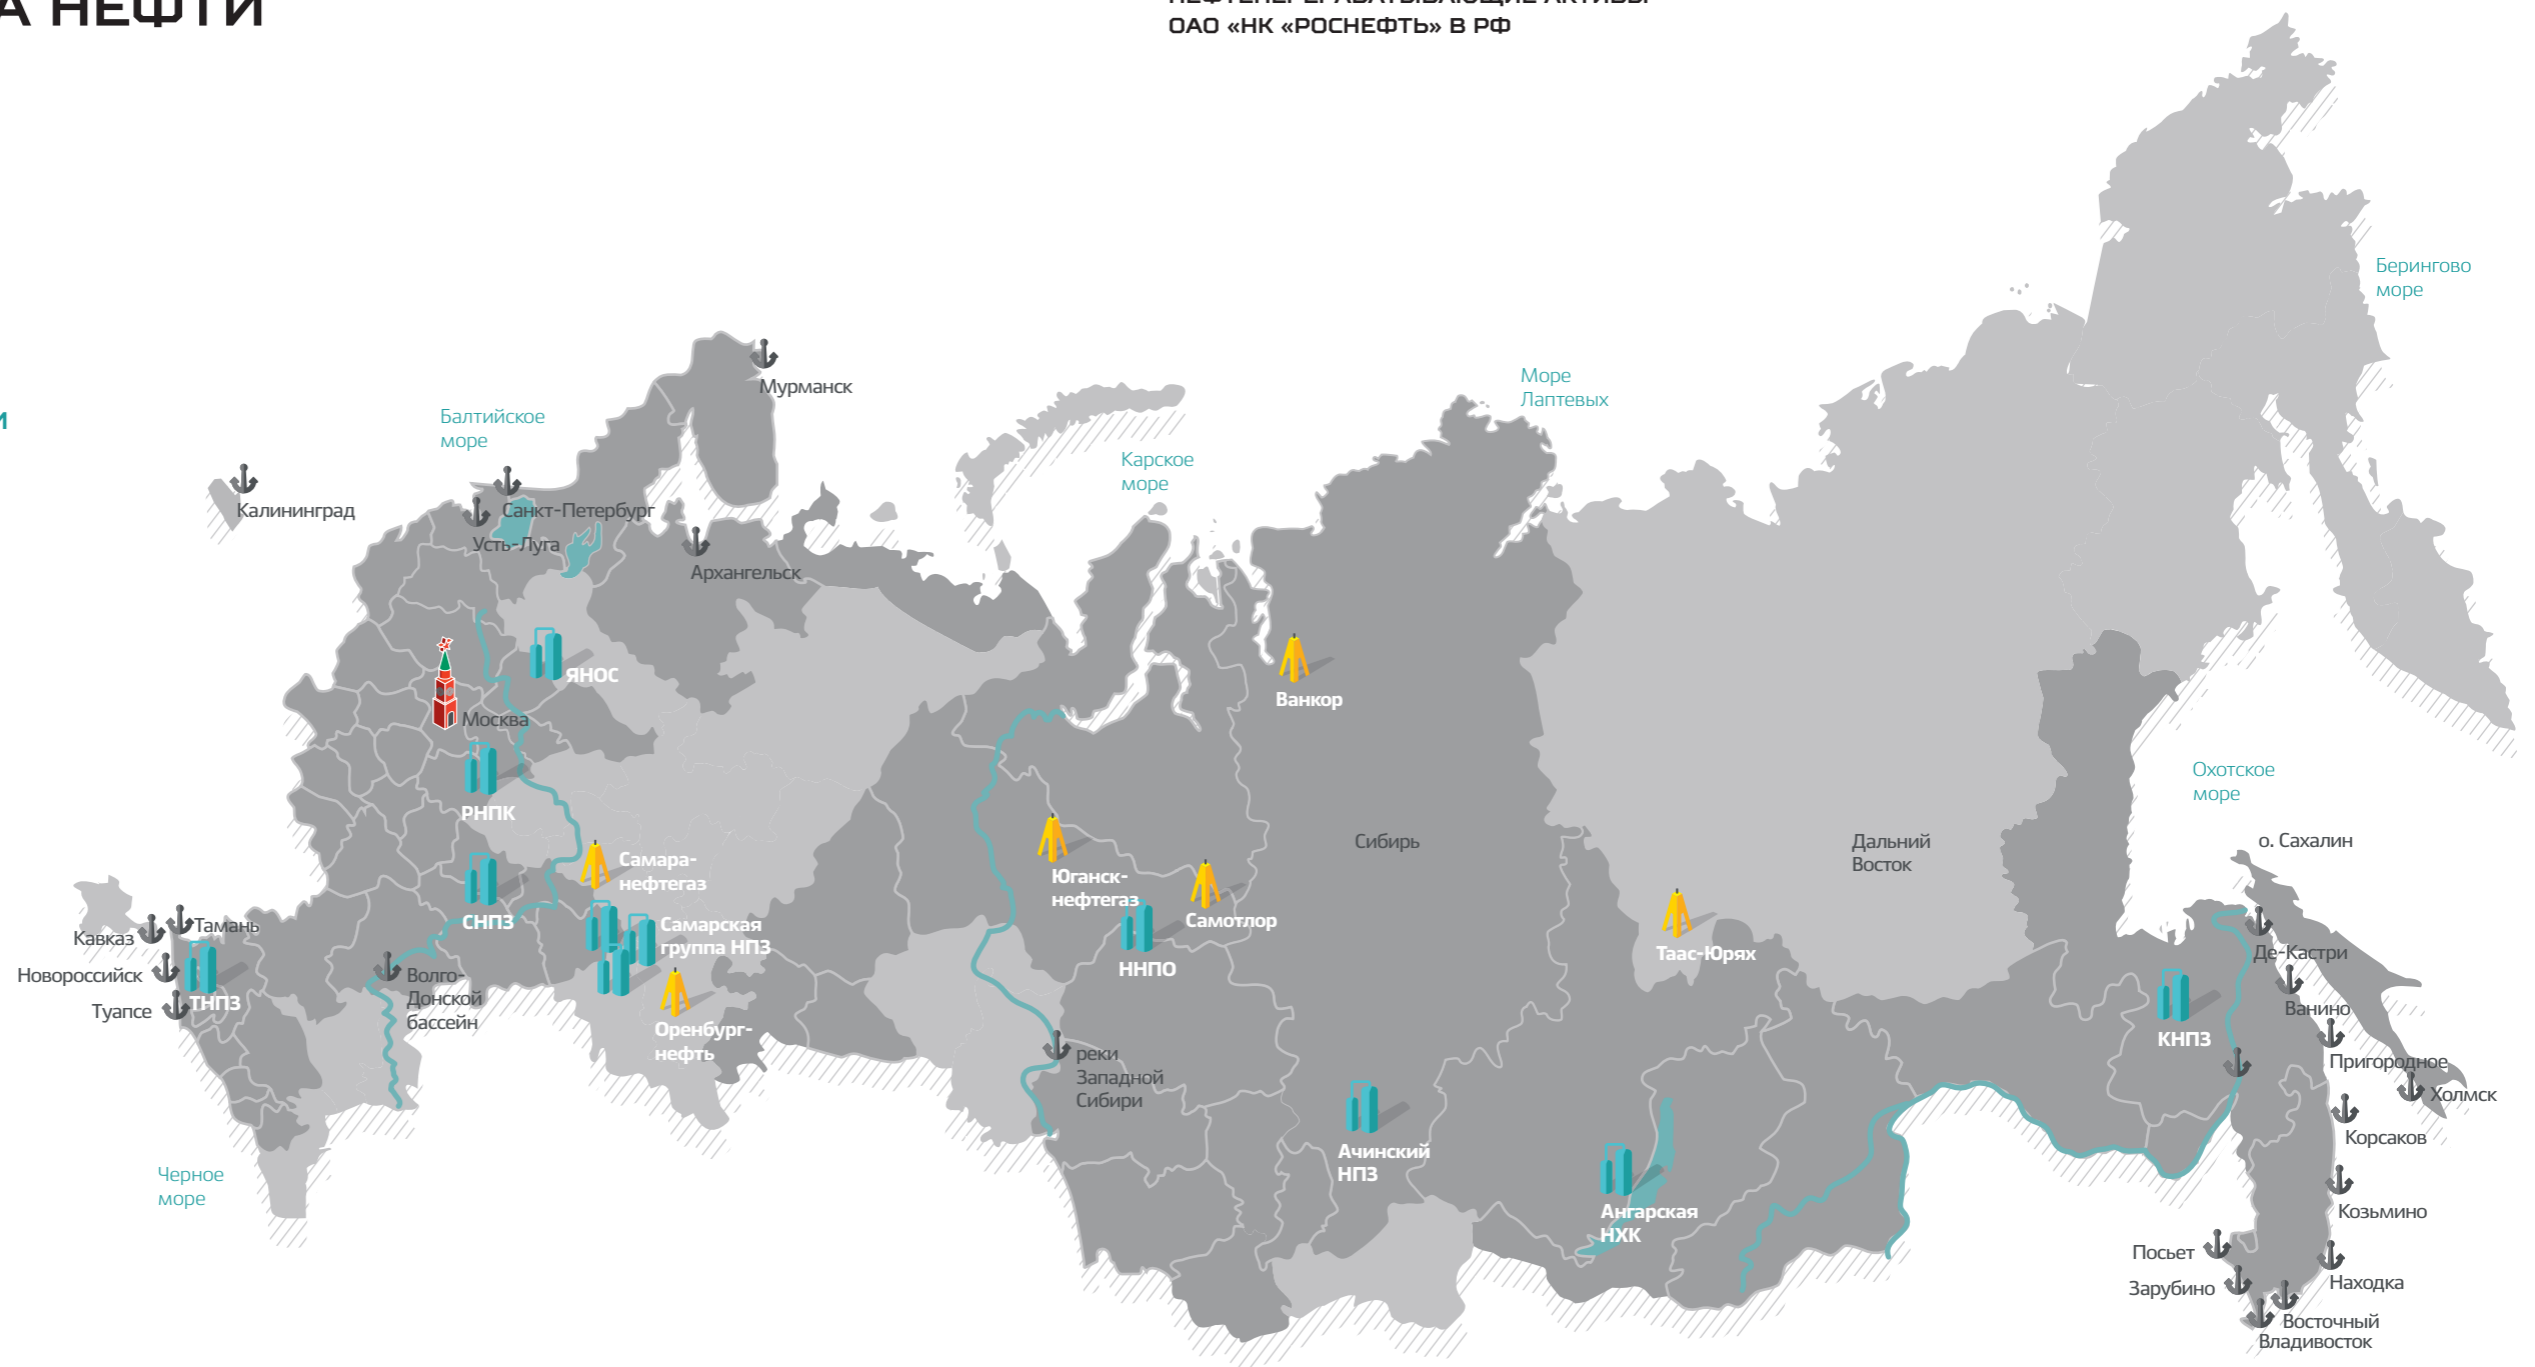 А НЕФТИ
НЕФТЕПЕРЕРАБАТЫВАЮЩИЕ АКТИВЫ
ОАО «НК «РОСНЕФТЬ» В РФ
Берингово
море
Море
Лаптевых
Мурманск
Балтийское
море
и
Карское
море
Калининград
Санкт-Петербург
Усть-Луга
Архангельск
ЯНОС
Ванкор
Москва
Охотское
море
РНПК
Сибирь
Дальний
Восток
о. Сахалин
Самара-
нефтегаз
Юганск-
нефтегаз
Самотлор
СНПЗ
Тамань
Кавказ
Самарская
группа НПЗ
Таас-Юрях
Де-Кастри
ННПО
Новороссийск
Волго-
Донской
бассейн
ТНПЗ
Туапсе
Ванино
Оренбург-
нефть
КНПЗ
реки
Западной
Сибири
Пригородное
Холмск
Корсаков
Ачинский
НПЗ
Черное
море
Ангарская
НХК
Козьмино
Посьет
Находка
Зарубино
Восточный
Владивосток